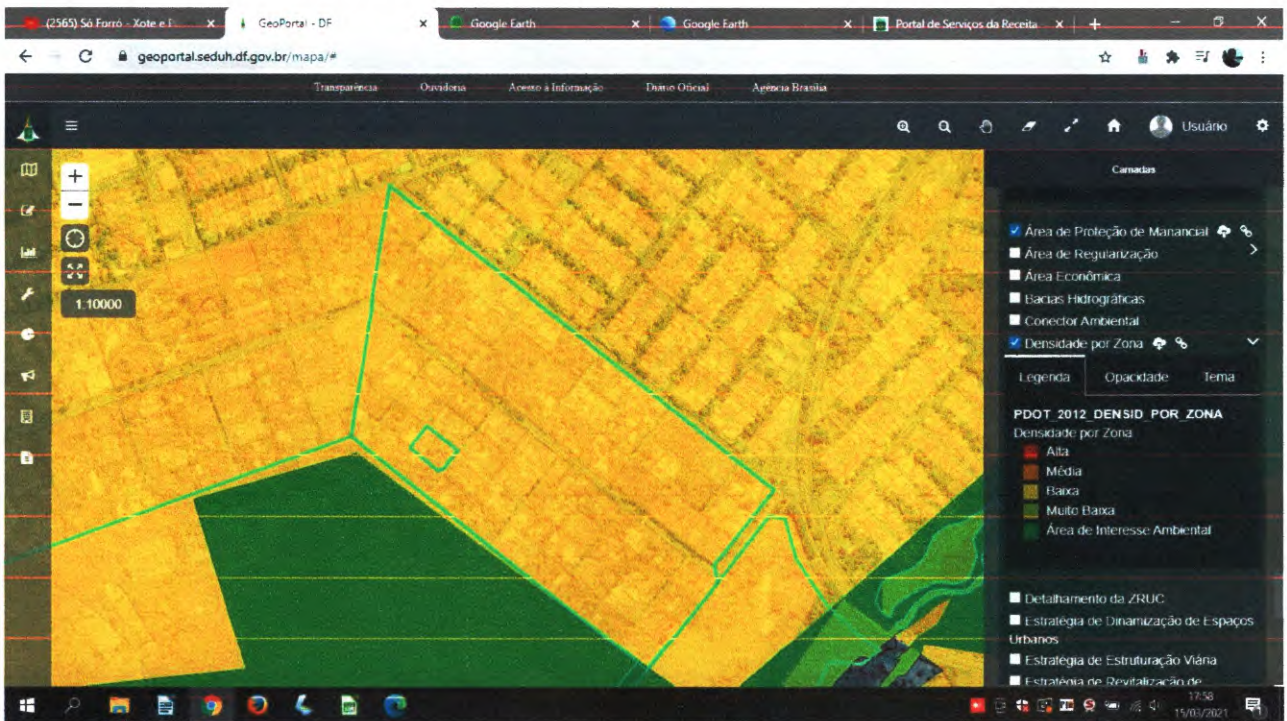 (2565) Só Forró - Xote e F
GeoPortal - DF
Google Earth
Google Earth
Portal de Serviços da Receita
geoportal.seduh.df.gov.br/mapa/#
Transparência Ouvidoria Acesso à Informação Diário Oficial Agência Brasília
Usuário
Camadas
1:10000
Área de Proteção de Manancial
Área de Regularização
Área Econômica
Bacias Hidrográficas
Conector Ambiental
Densidade por Zona
Legenda Opacidade Tema
PDOT_2012_DENSID_POR_ZONA
Densidade por Zona
Alta
Média
Baixa
Muito Baixa
Área de Interesse Ambiental
Detalhamento da ZRUC
Estratégia de Dinamização de Espaços
Urbanos
Estratégia de Estruturação Viária
Estratégia de Revitalização de
17:58
15/03/2021